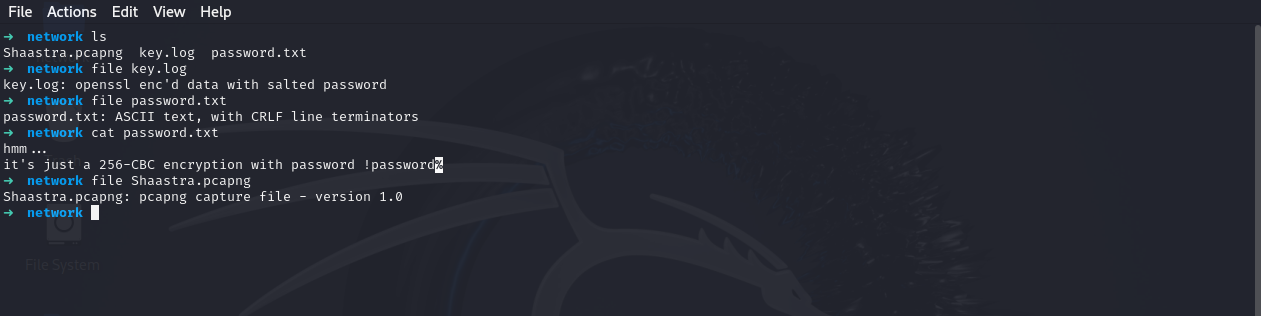 File Actions Edit View Help
→ network ls
Shaastra.pcapng key.log password.txt
→ network file key.log
key.log: openssl enc'd data with salted password
→ network file password.txt
password.txt: ASCII text, with CRLF line terminators
→ network cat password.txt
hmm...
it's just a 256-CBC encryption with password !password%
→ network file Shaastra.pcapng
Shaastra.pcapng: pcapng capture file - version 1.0
→ network
File System